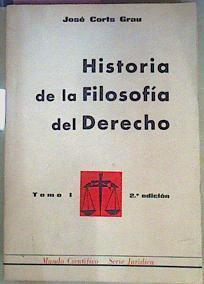 José Corts Grau
Historia
de la Filosofía
del Derecho
Tomo I 2.ª edición
Mundo Científico - Serie Jurídica